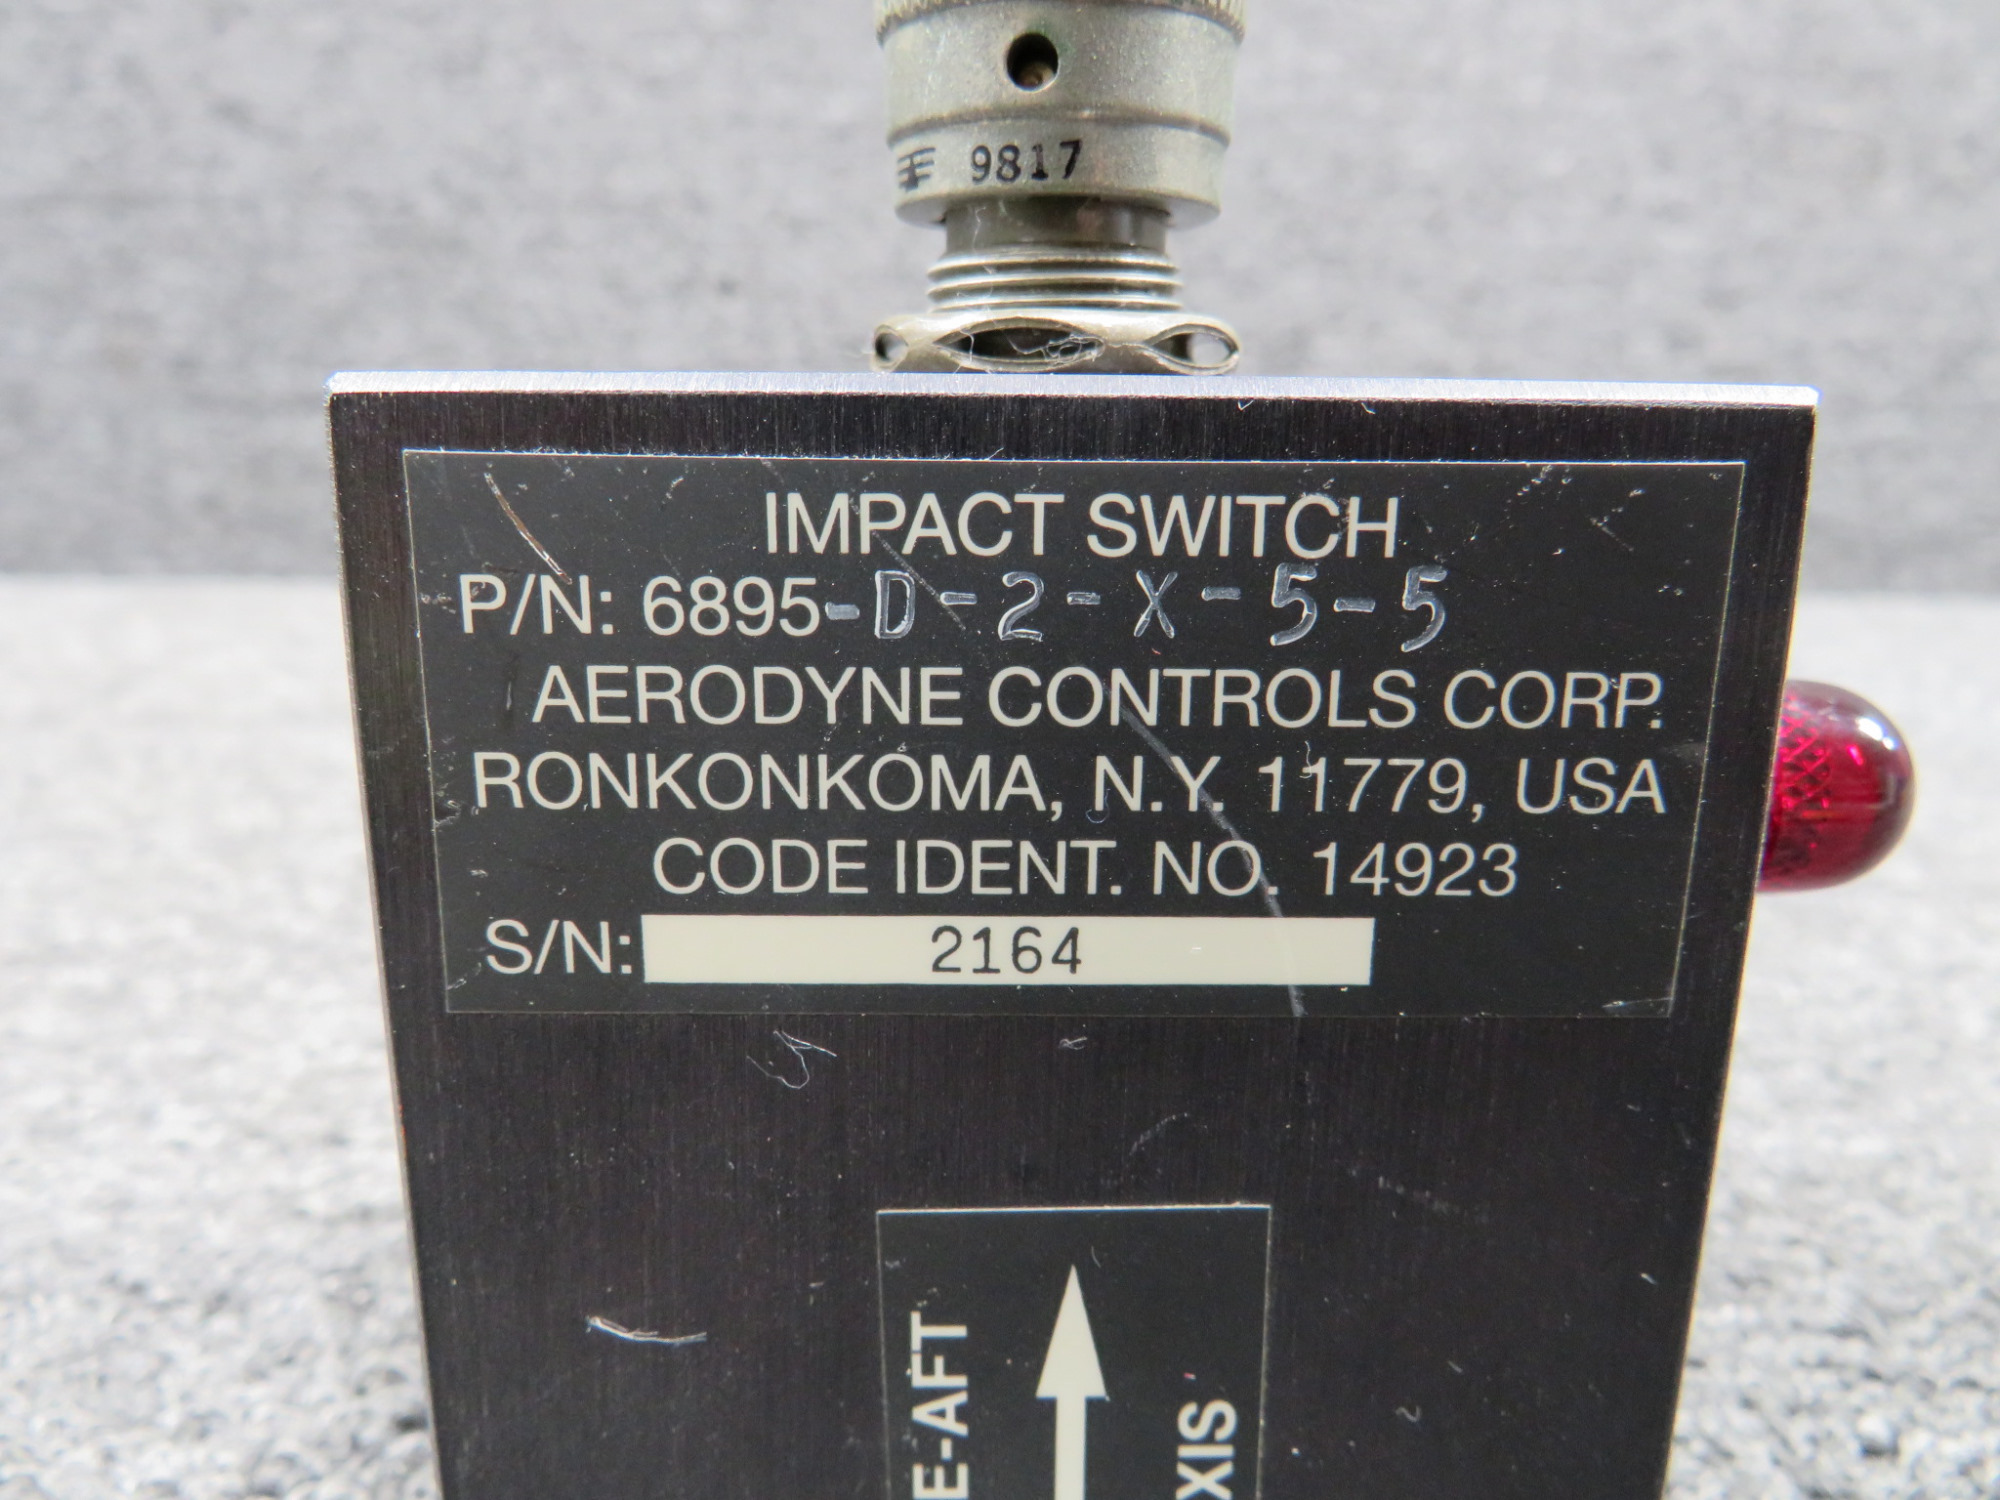 9817
IMPACT SWITCH
P/N: 6895-D-2-X-5-5
AERODYNE CONTROLS CORP.
RONKONKOMA, N.Y. 11779, USA
CODE IDENT. NO. 14923
S/N: 2164
E-AFT
XIS